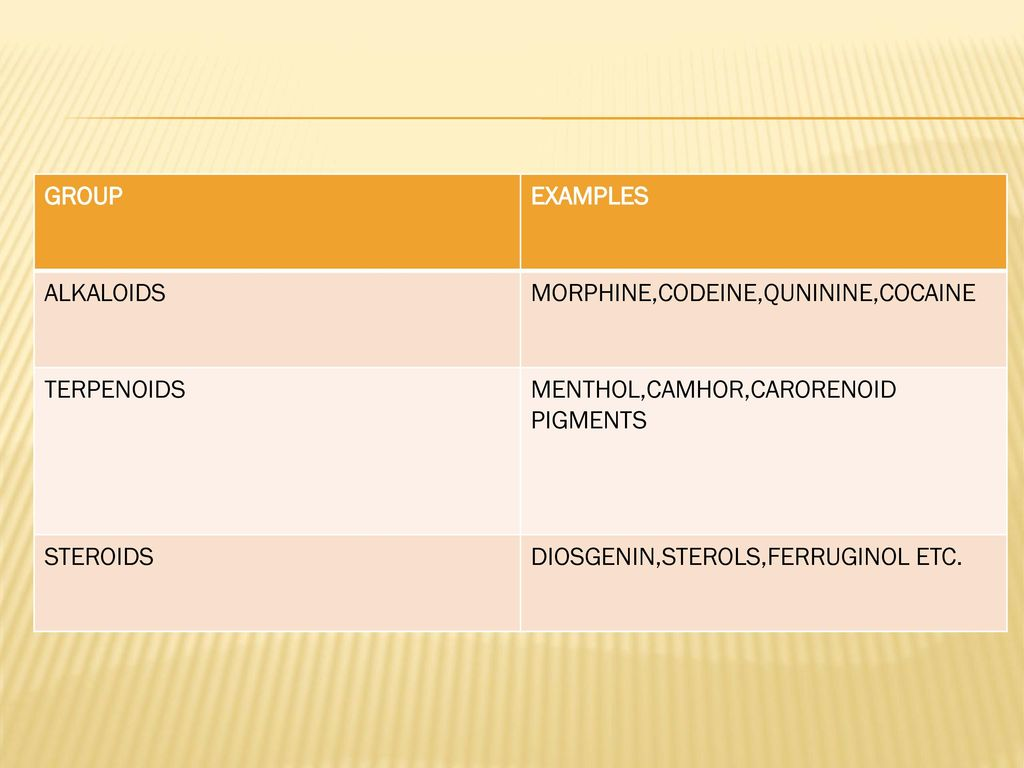 GROUP
EXAMPLES
ALKALOIDS
MORPHINE,CODEINE,QUNININE,COCAINE
TERPENOIDS
MENTHOL,CAMHOR,CARORENOID
PIGMENTS
STEROIDS
DIOSGENIN,STEROLS,FERRUGINOL ETC.